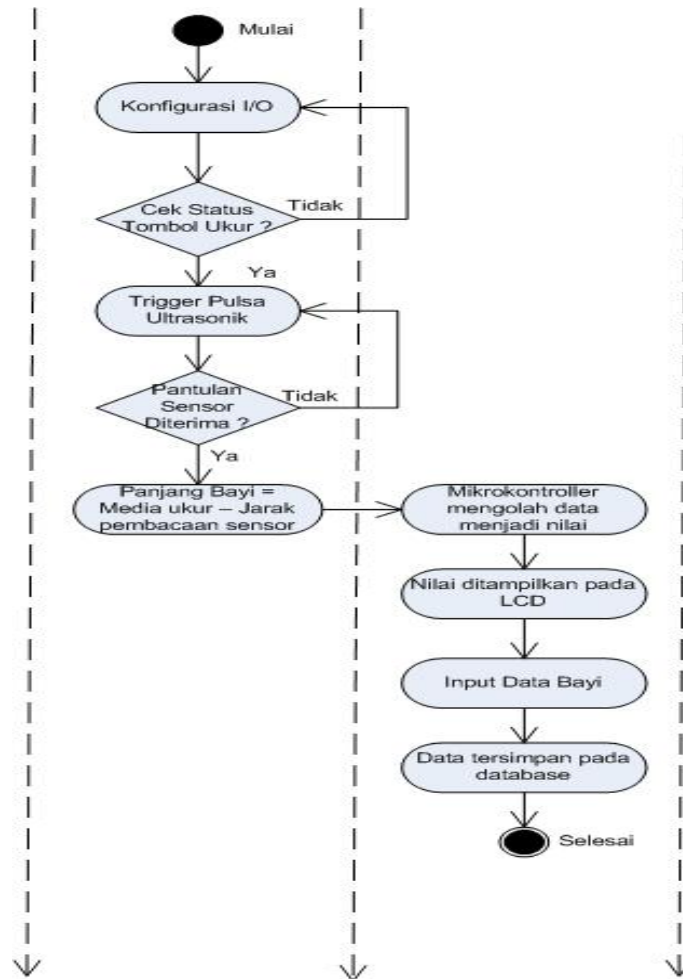 Mulai
Konfigurasi I/O
Cek Status
Tombol Ukur ?
Tidak
Ya
Trigger Pulsa
Ultrasonik
Pantulan
Sensor
Diterima ?
Tidak
Ya
Panjang Bayi =
Media ukur – Jarak
pembacaan sensor
Mikrokontroller
mengolah data
menjadi nilai
Nilai ditampilkan pada
LCD
Input Data Bayi
Data tersimpan pada
database
Selesai